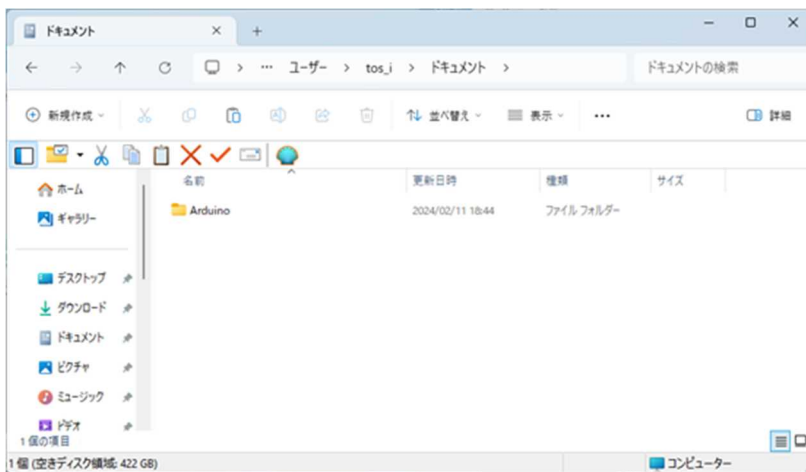 ドキュメント
ユーザー > tos_i > ドキュメント >
ドキュメントの検索
新規作成
並べ替え
表示
詳細
名前
更新日時
種類
サイズ
ホーム
ギャラリー
Arduino
2024/02/11 18:44
ファイル フォルダー
デスクトップ
ダウンロード
ドキュメント
ピクチャ
ミュージック
ビデオ
1 個の項目
1 個 (空きディスク領域: 422 GB)
コンピューター